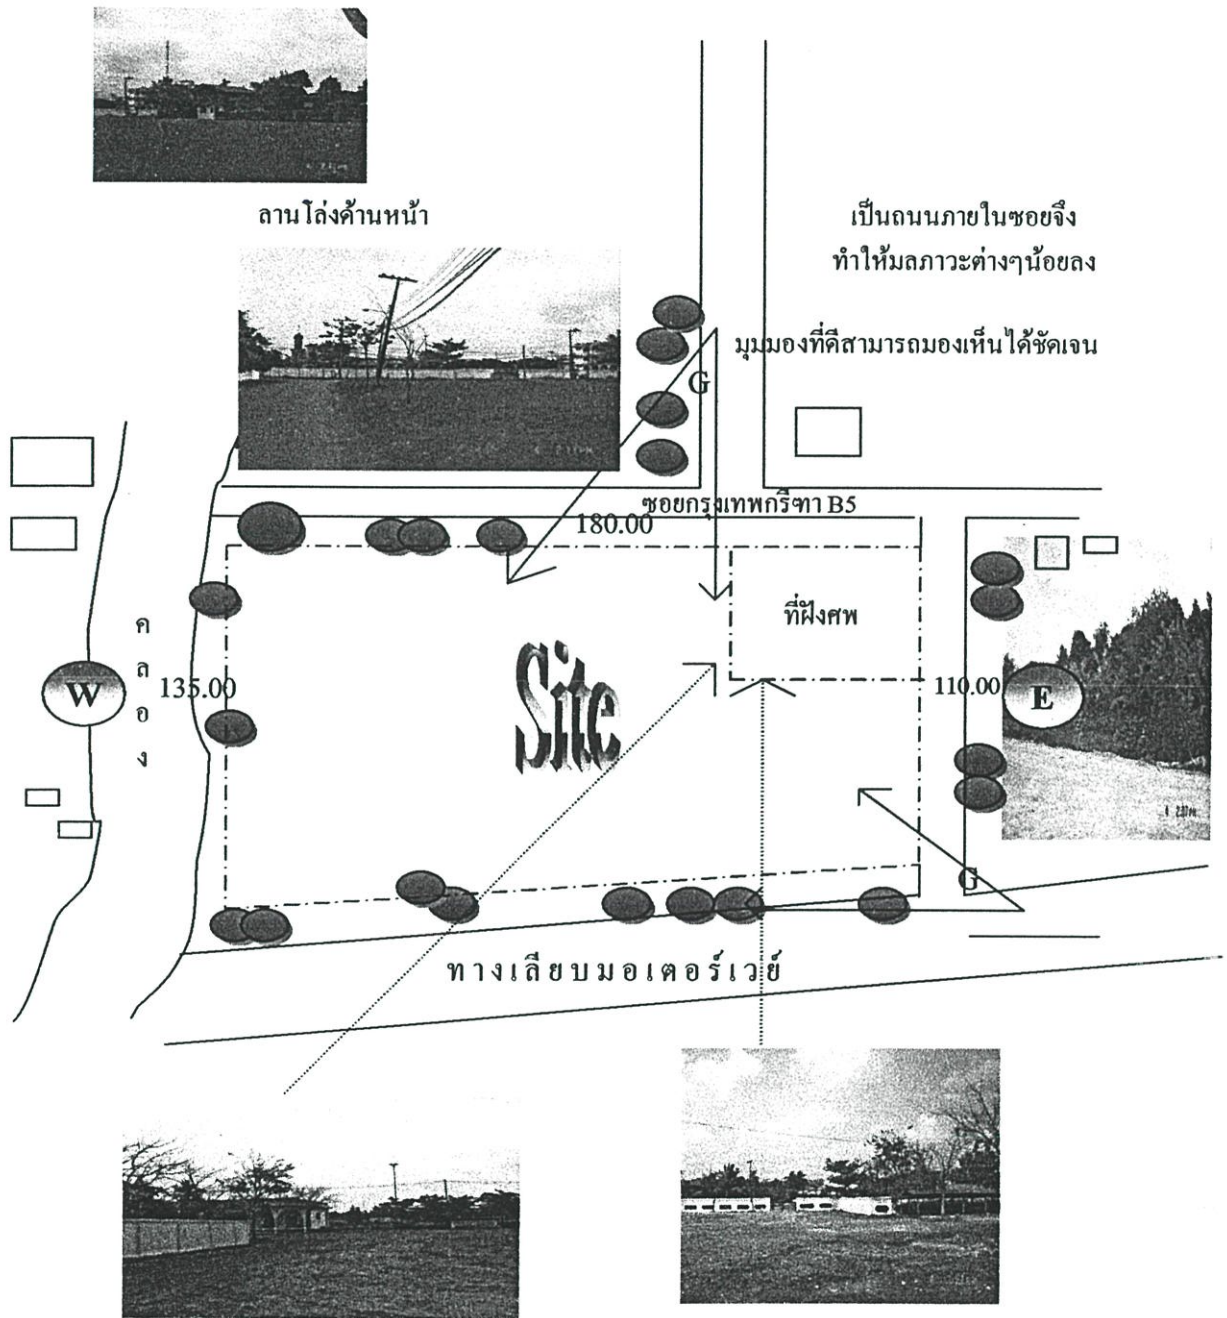 ลานโล่งด้านหน้า
เป็นถนนภายในซอยจึง
ทำให้มลภาวะต่างๆน้อยลง
มุมมองที่ดีสามารถมองเห็นได้ชัดเจน
G
ซอยกรุงเทพกรีฑา B5
180.00
ที่ฝังศพ
คลอง
W
135.00
Site
110.00
E
G
ทางเลียบมอเตอร์เวย์